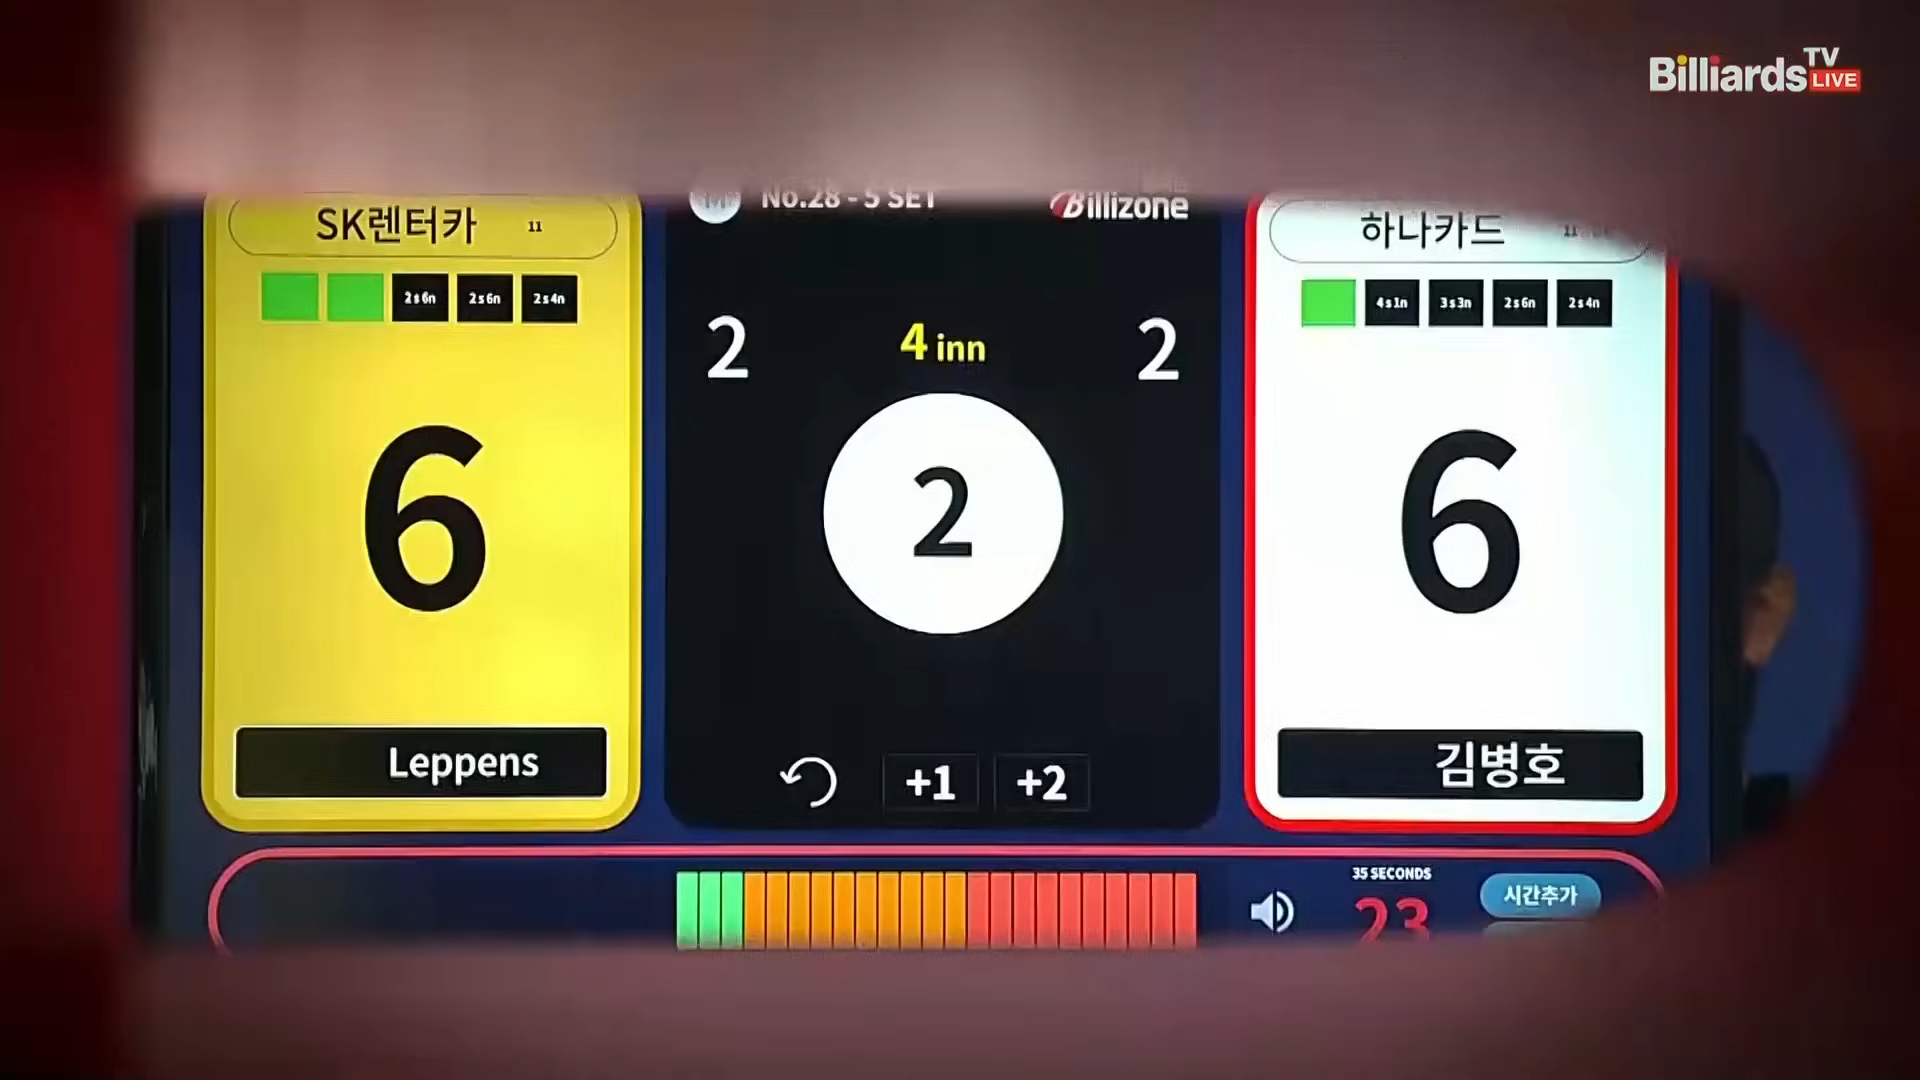 Billiards TV LIVE
No.28 - 5 SET
Billizone
SK렌터카 11
하나카드
2s6n 2s6n 2s4n
4s1n 3s3n 2s6n 2s4n
2 4 inn 2
6 2 6
Leppens
+1 +2
김병호
35 SECONDS
23
시간추가